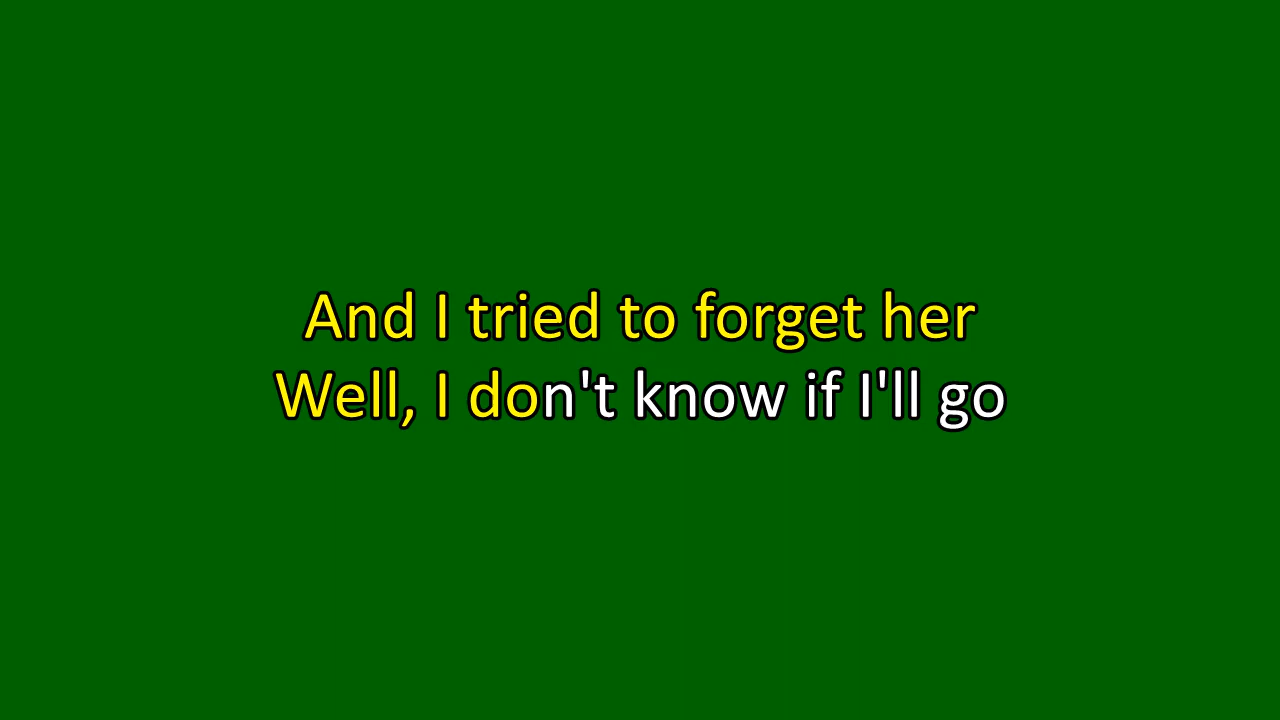 And I tried to forget her
Well, I don't know if I'll go